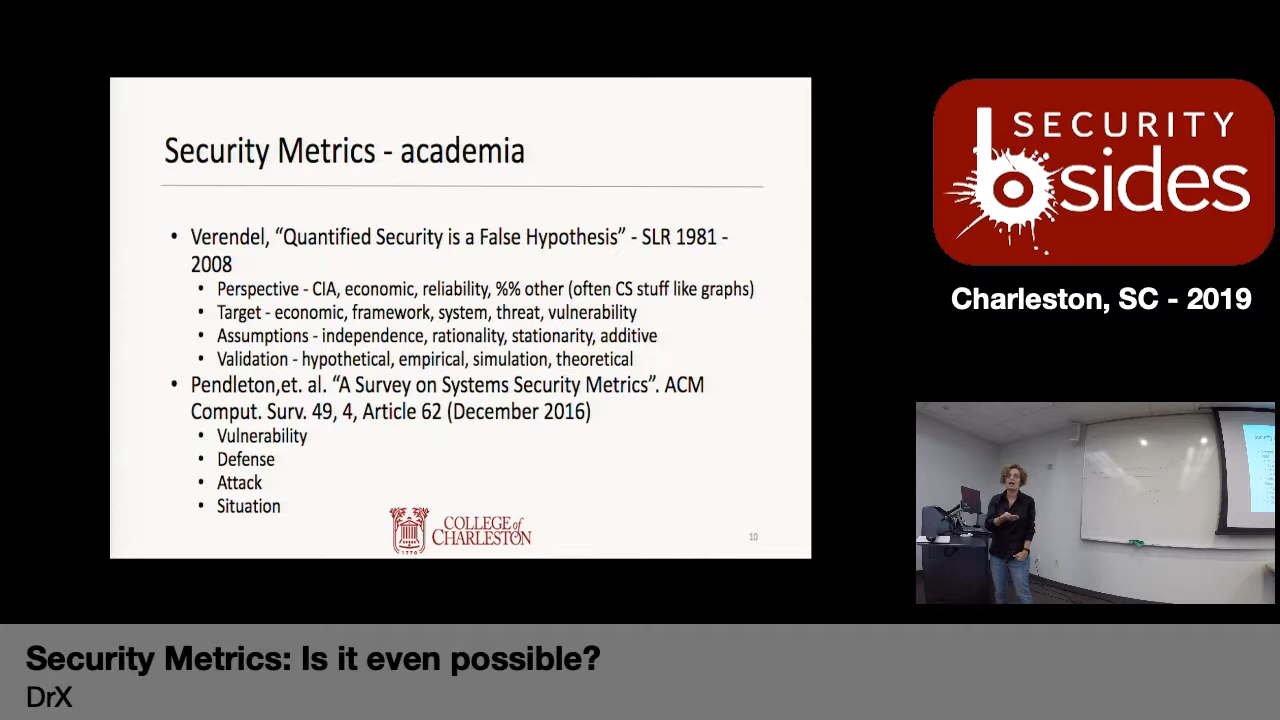 Security Metrics - academia
• Verendel, “Quantified Security is a False Hypothesis” - SLR 1981 -
2008
• Perspective - CIA, economic, reliability, %% other (often CS stuff like graphs)
• Target - economic, framework, system, threat, vulnerability
• Assumptions - independence, rationality, stationarity, additive
• Validation - hypothetical, empirical, simulation, theoretical
• Pendleton,et. al. “A Survey on Systems Security Metrics”. ACM
Comput. Surv. 49, 4, Article 62 (December 2016)
• Vulnerability
• Defense
• Attack
• Situation
COLLEGE of
CHARLESTON
1770
10
SECURITY
bsides
Charleston, SC - 2019
Security Metrics: Is it even possible?
DrX